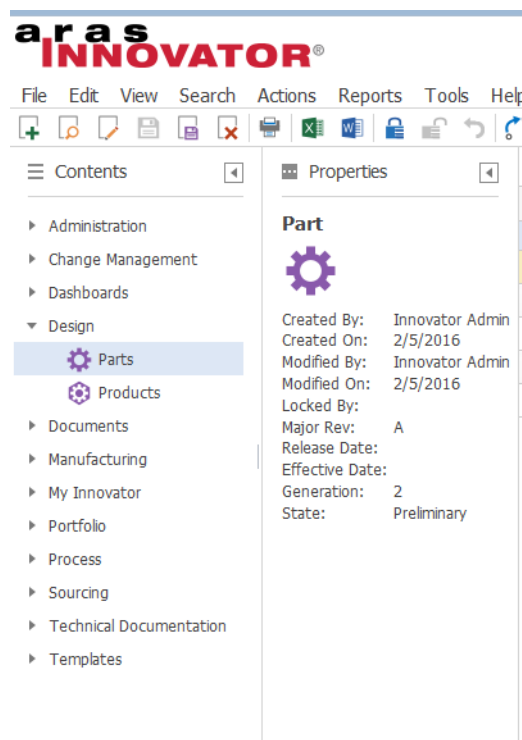 aras
INNOVATOR®
File Edit View Search Actions Reports Tools Help
Contents
Administration
Change Management
Dashboards
Design
Parts
Products
Documents
Manufacturing
My Innovator
Portfolio
Process
Sourcing
Technical Documentation
Templates
Properties
Part
Created By: Innovator Admin
Created On: 2/5/2016
Modified By: Innovator Admin
Modified On: 2/5/2016
Locked By:
Major Rev: A
Release Date:
Effective Date:
Generation: 2
State: Preliminary